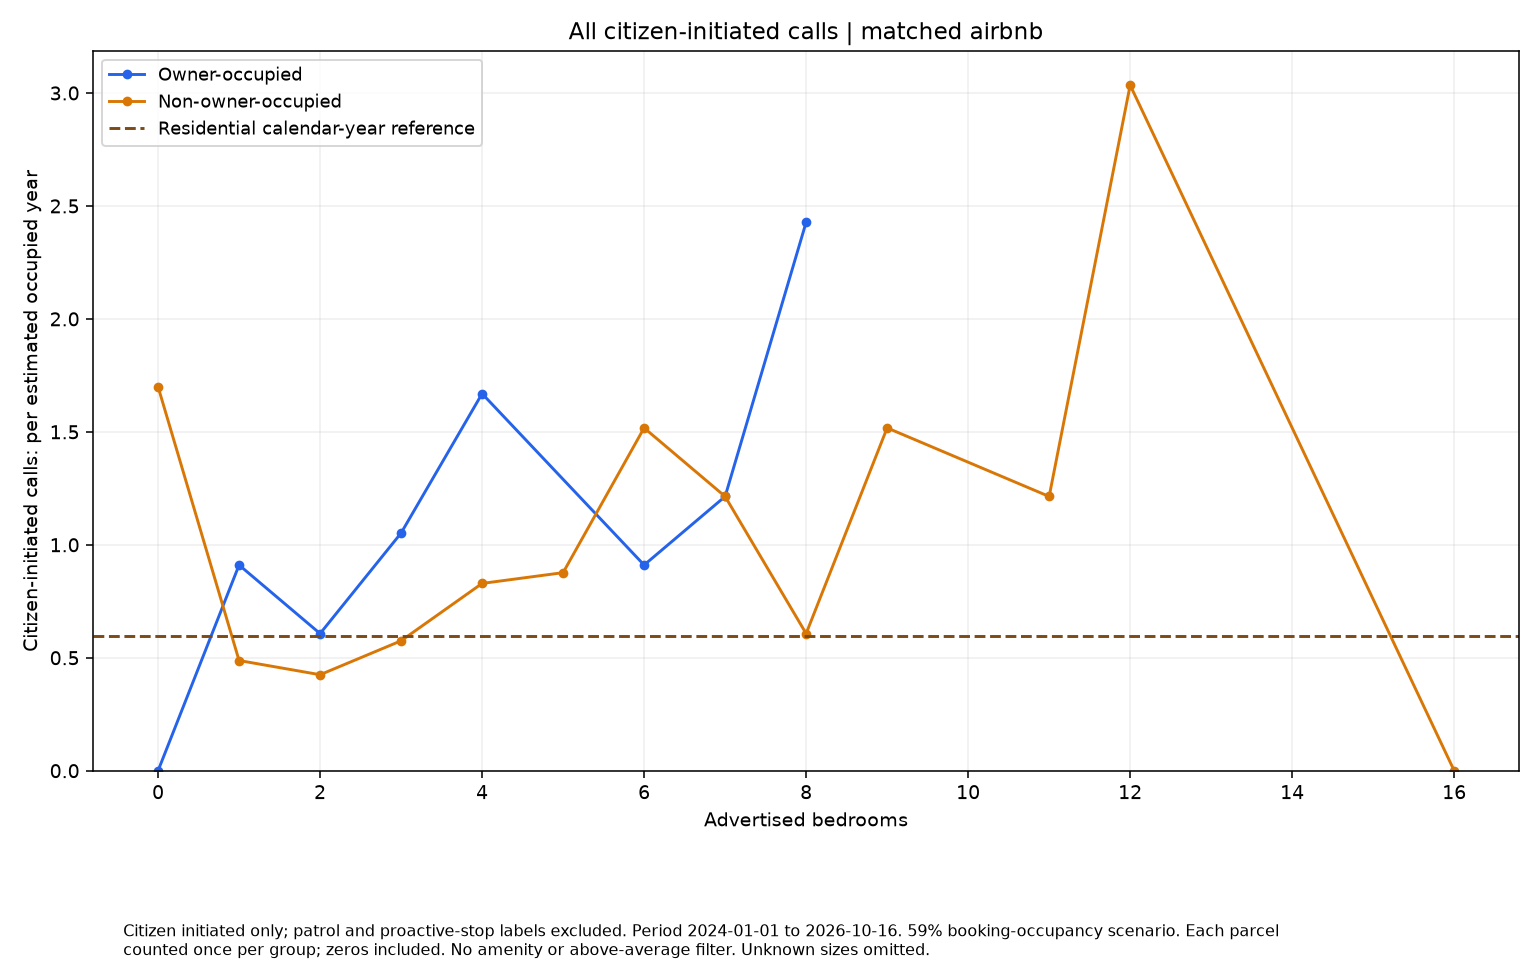 All citizen-initiated calls | matched airbnb
Owner-occupied
Non-owner-occupied
Residential calendar-year reference
Citizen-initiated calls: per estimated occupied year
3.0
2.5
2.0
1.5
1.0
0.5
0.0
0 2 4 6 8 10 12 14 16
Advertised bedrooms
Citizen initiated only; patrol and proactive-stop labels excluded. Period 2024-01-01 to 2026-10-16. 59% booking-occupancy scenario. Each parcel
counted once per group; zeros included. No amenity or above-average filter. Unknown sizes omitted.